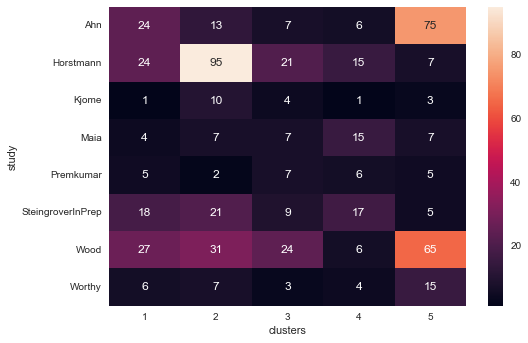 Ahn 24 13 7 6 75
Horstmann 24 95 21 15 7
Kjome 1 10 4 1 3
Maia 4 7 7 15 7
Premkumar 5 2 7 6 5
SteingroverInPrep 18 21 9 17 5
Wood 27 31 24 6 65
Worthy 6 7 3 4 15
1 2 3 4 5
clusters
study
80
60
40
20